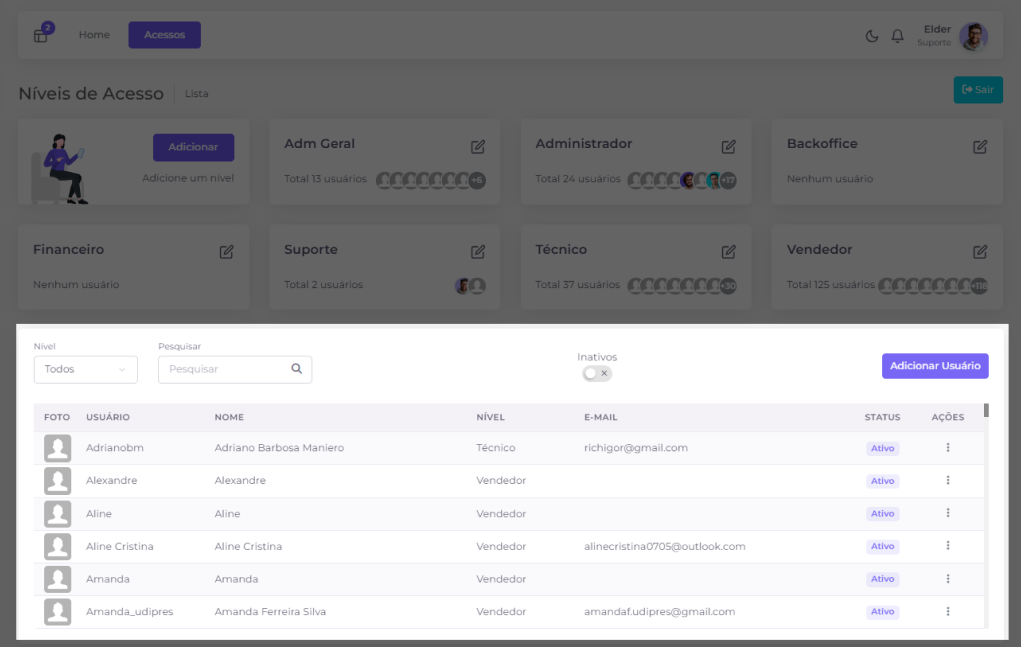 2
Home
Acessos
Elder
Suporte
Níveis de Acesso
Lista
Sair
Adicionar
Adicione um nível
Adm Geral
Total 13 usuários
+6
Administrador
Total 24 usuários
+17
Backoffice
Nenhum usuário
Financeiro
Nenhum usuário
Suporte
Total 2 usuários
Técnico
Total 37 usuários
+30
Vendedor
Total 125 usuários
+118
Nível
Todos
Pesquisar
Pesquisar
Inativos
Adicionar Usuário
FOTO USUÁRIO NOME NÍVEL E-MAIL STATUS AÇÕES
Adrianobm Adriano Barbosa Maniero Técnico richigor@gmail.com Ativo
Alexandre Alexandre Vendedor Ativo
Aline Aline Vendedor Ativo
Aline Cristina Aline Cristina Vendedor alinecristina0705@outlook.com Ativo
Amanda Amanda Vendedor Ativo
Amanda_udipres Amanda Ferreira Silva Vendedor amandaf.udipres@gmail.com Ativo